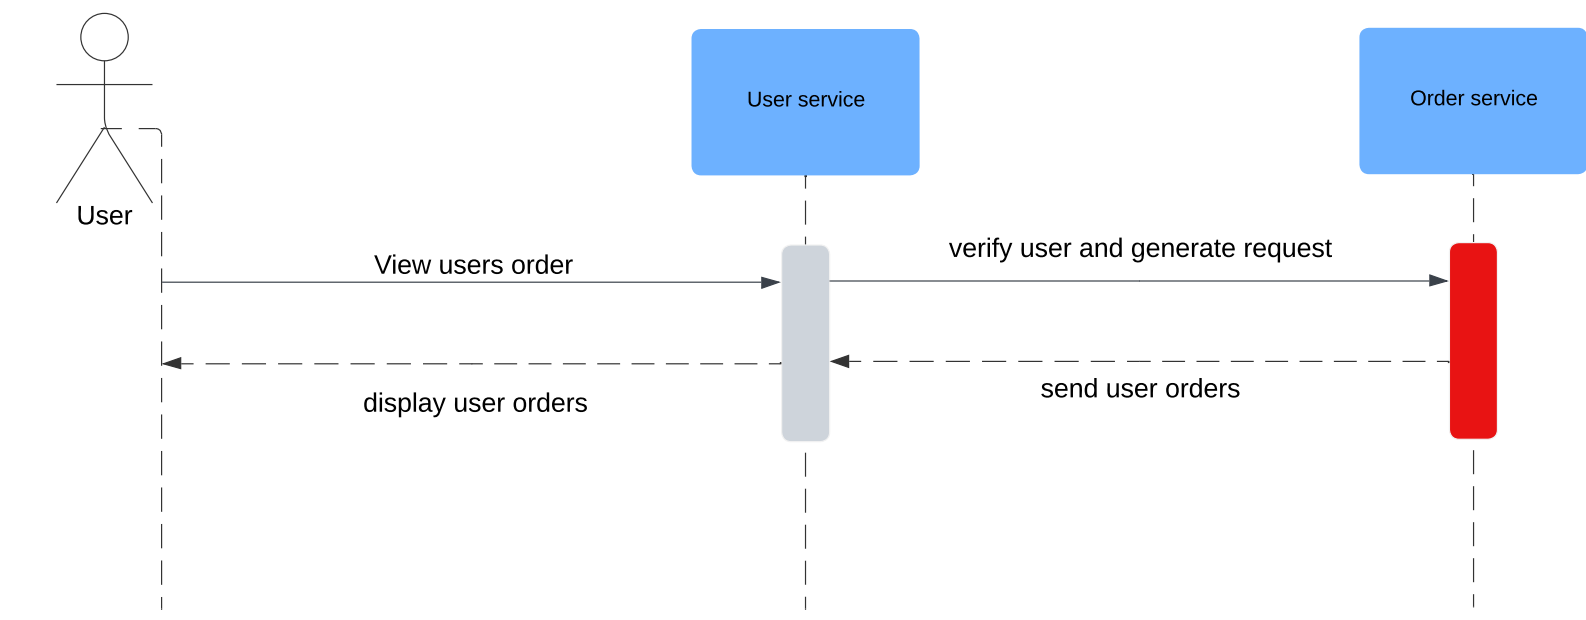 User service
Order service
User
View users order
verify user and generate request
display user orders
send user orders